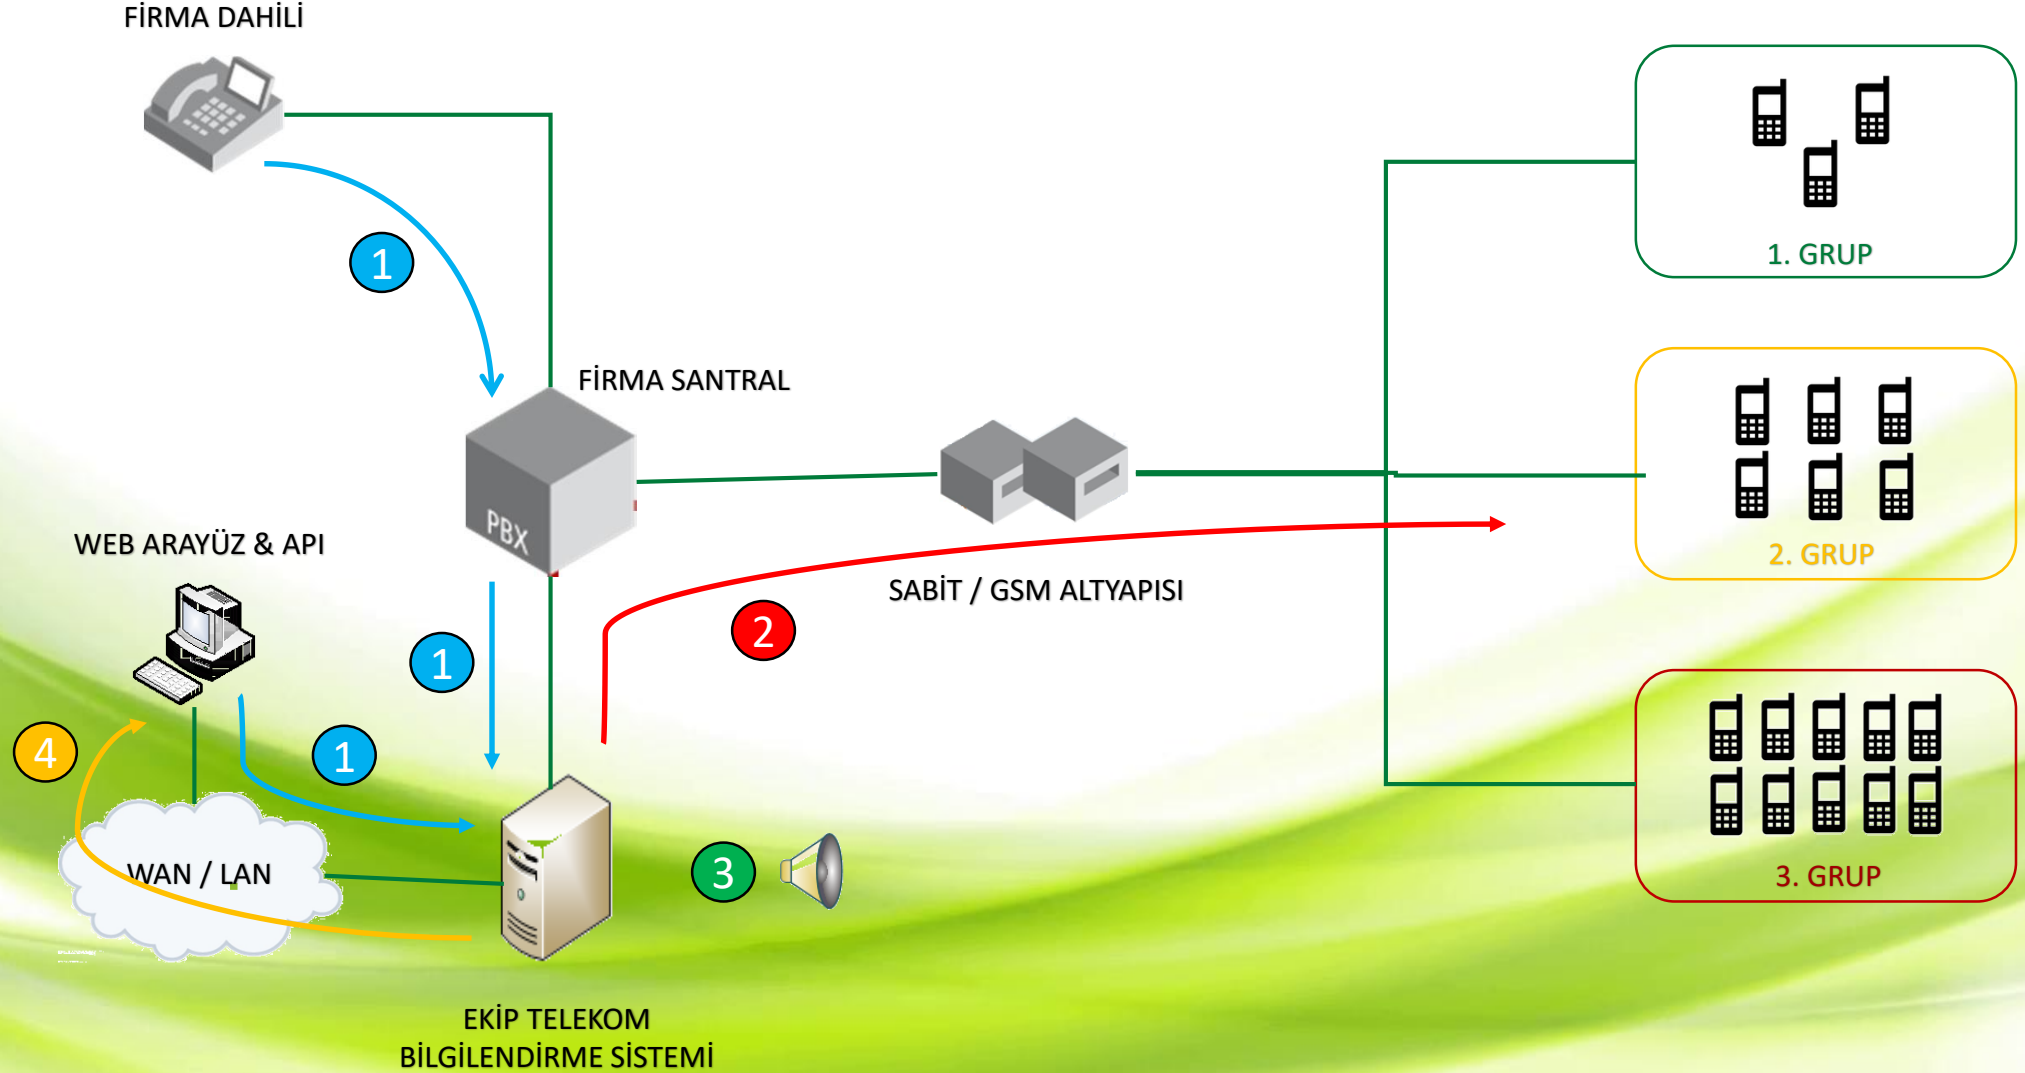 FİRMA DAHİLİ
1. GRUP
1
FİRMA SANTRAL
PBX
2. GRUP
WEB ARAYÜZ & API
SABİT / GSM ALTYAPISI
2
1
4
1
WAN / LAN
3
3. GRUP
EKİP TELEKOM
BİLGİLENDİRME SİSTEMİ